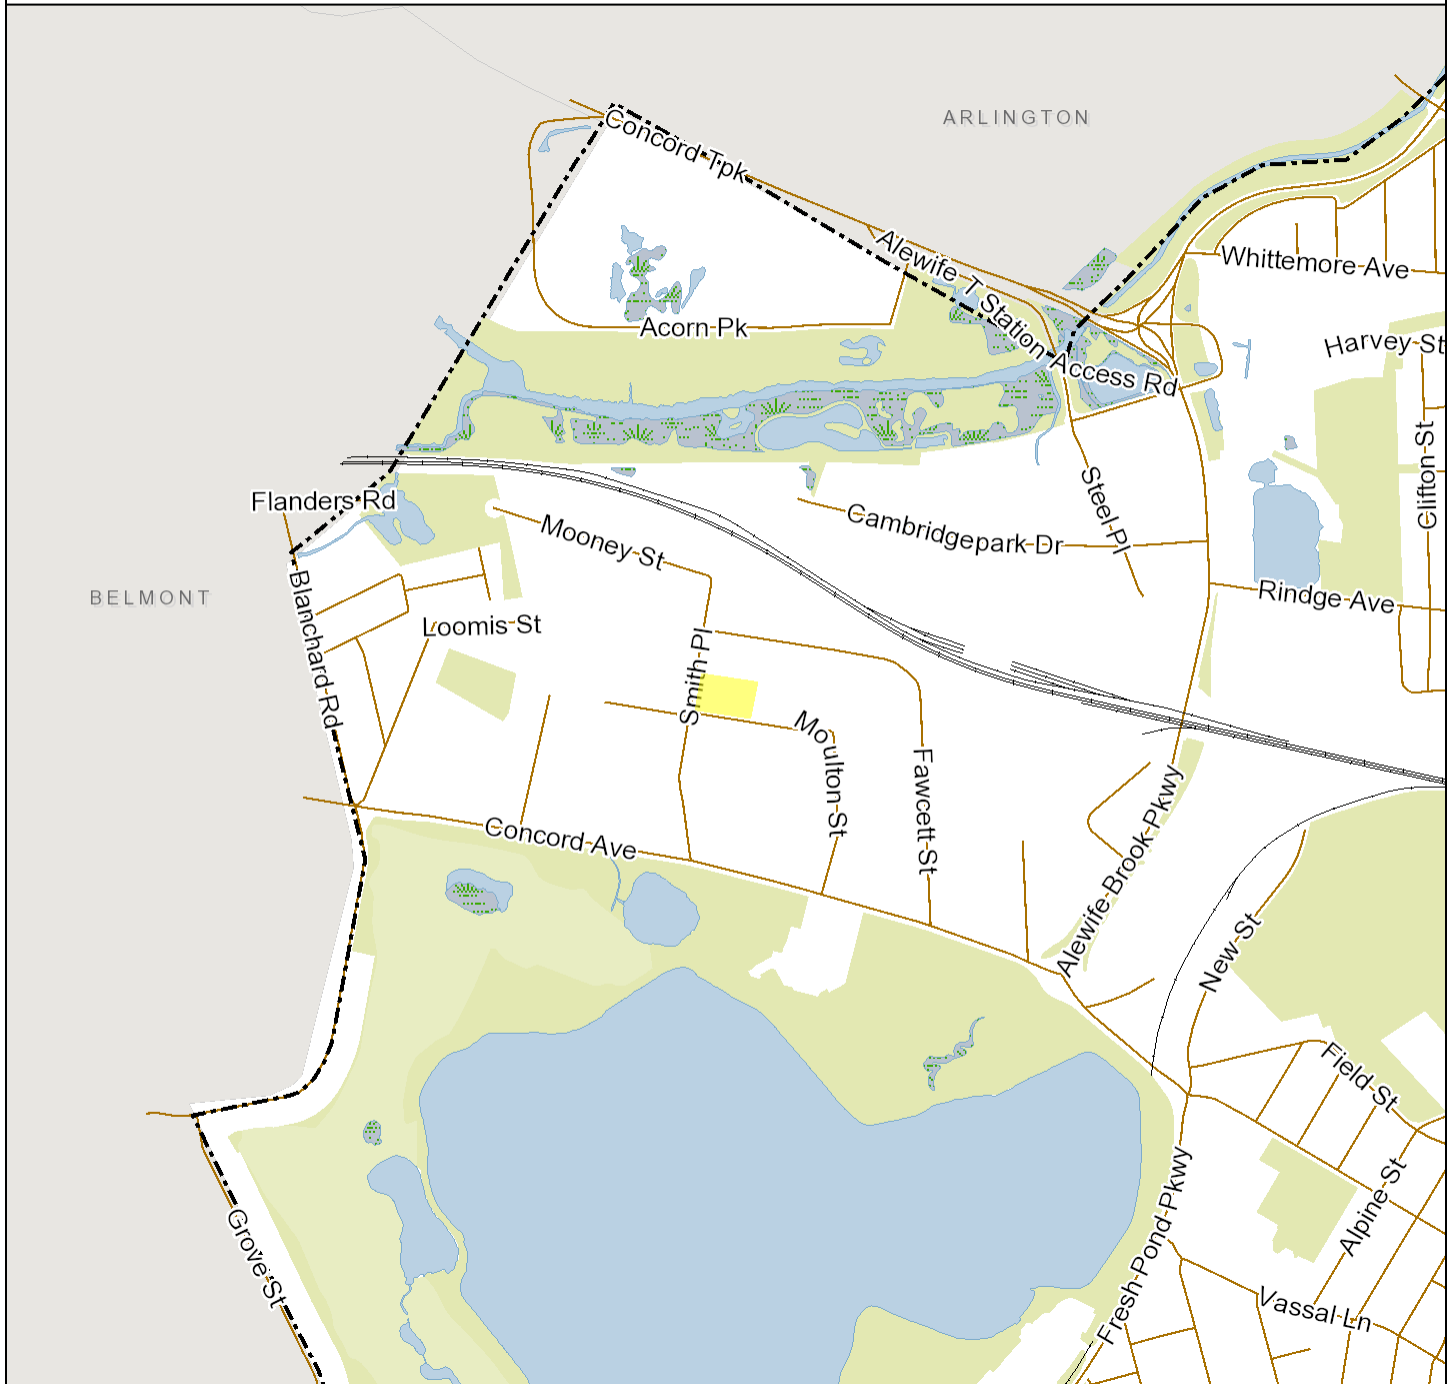 ARLINGTON
Concord Tpk
Alewife T Station Access Rd
Whittemore Ave
Acorn Pk
Harvey St
Clifton St
Flanders Rd
Mooney St
Cambridgepark Dr
Steel Pl
BELMONT
Blanchard Rd
Loomis St
Rindge Ave
Smith Pl
Moulton St
Fawcett St
Concord Ave
Alewife Brook Pkwy
New St
Field St
Alpine St
Grove St
Fresh Pond Pkwy
Vassal Ln